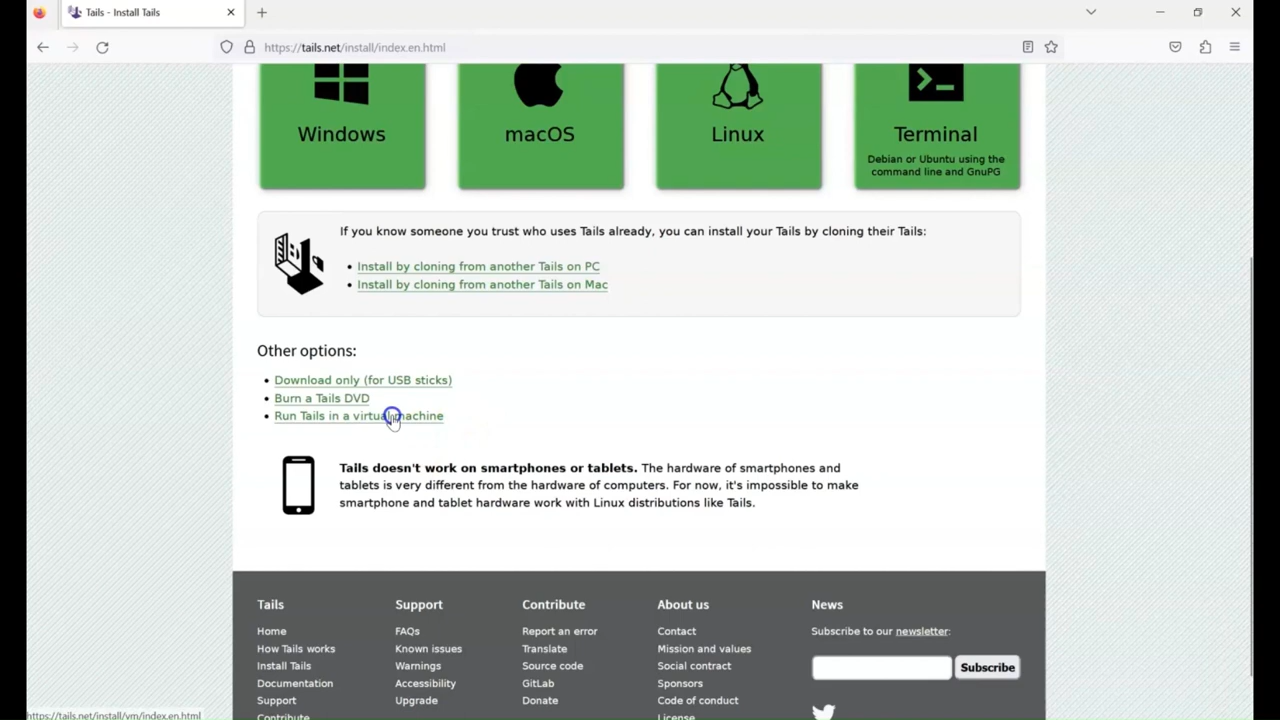 Tails - Install Tails
https://tails.net/install/index.en.html
Windows
macOS
Linux
Terminal
Debian or Ubuntu using the
command line and GnuPG
If you know someone you trust who uses Tails already, you can install your Tails by cloning their Tails:
Install by cloning from another Tails on PC
Install by cloning from another Tails on Mac
Other options:
Download only (for USB sticks)
Burn a Tails DVD
Run Tails in a virtual machine
Tails doesn't work on smartphones or tablets. The hardware of smartphones and
tablets is very different from the hardware of computers. For now, it's impossible to make
smartphone and tablet hardware work with Linux distributions like Tails.
Tails
Home
How Tails works
Install Tails
Documentation
Support
Contribute
Support
FAQs
Known issues
Warnings
Accessibility
Upgrade
Contribute
Report an error
Translate
Source code
GitLab
Donate
About us
Contact
Mission and values
Social contract
Sponsors
Code of conduct
License
News
Subscribe to our newsletter:
Subscribe
https://tails.net/install/vm/index.en.html